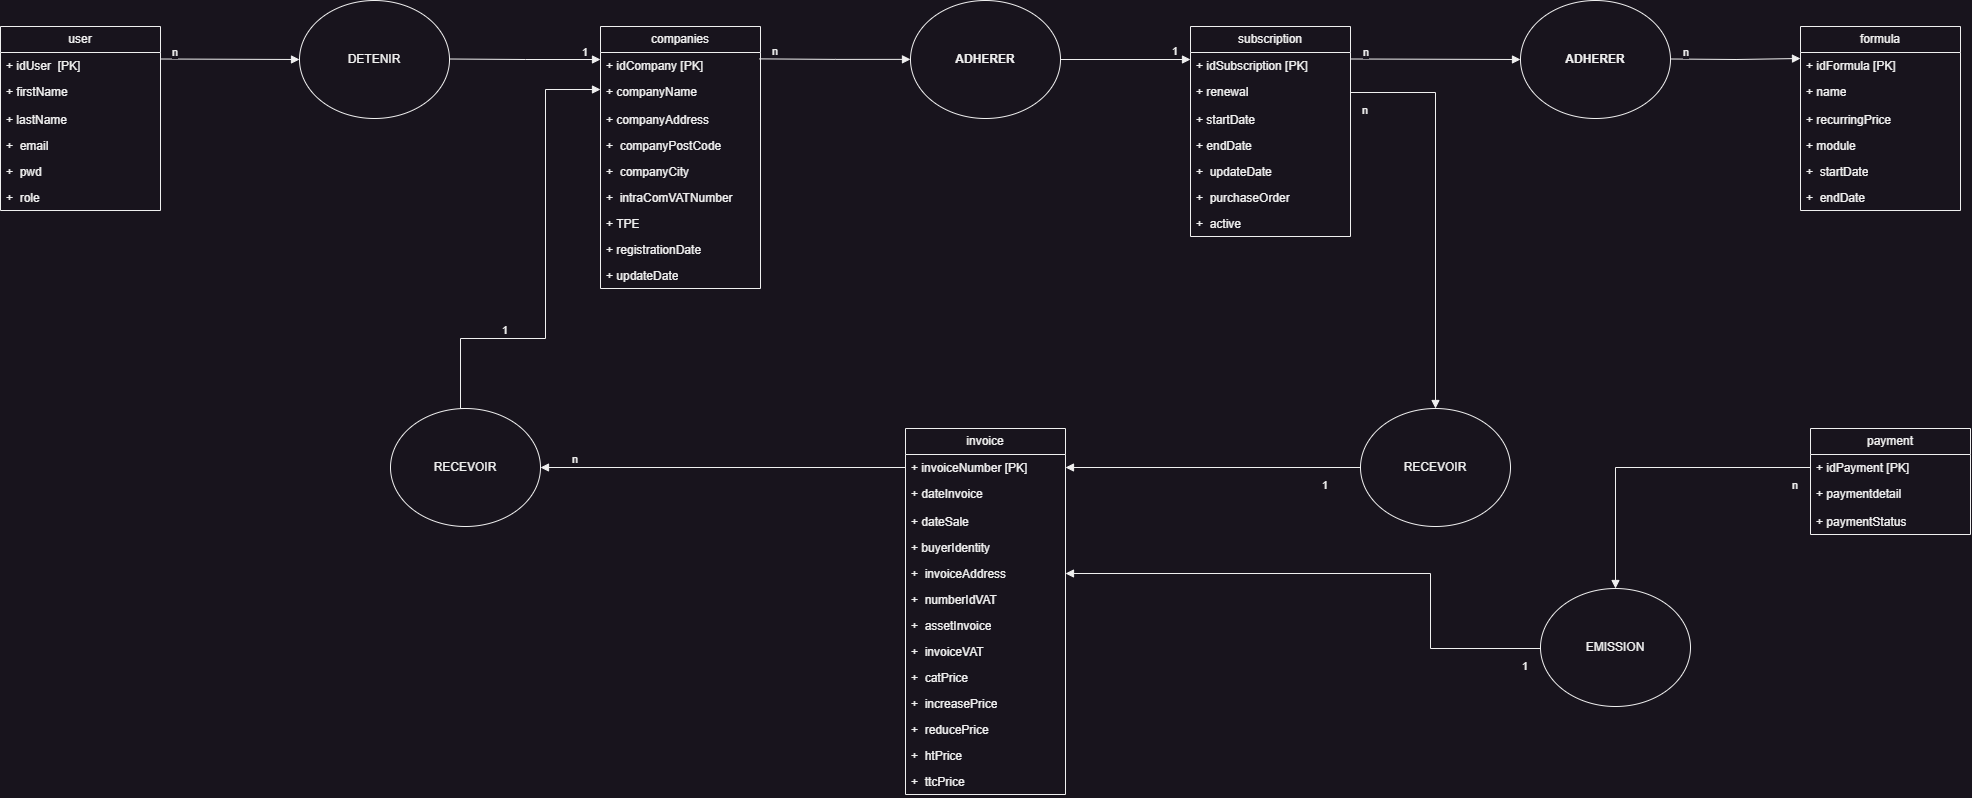 user
+ idUser [PK]
+ firstName
+ lastName
+ email
+ pwd
+ role
n
DETENIR
1
companies
+ idCompany [PK]
+ companyName
+ companyAddress
+ companyPostCode
+ companyCity
+ intraComVATNumber
+ TPE
+ registrationDate
+ updateDate
n
ADHERER
1
subscription
+ idSubscription [PK]
+ renewal
+ startDate
+ endDate
+ updateDate
+ purchaseOrder
+ active
n
n
ADHERER
n
formula
+ idFormula [PK]
+ name
+ recurringPrice
+ module
+ startDate
+ endDate
1
RECEVOIR
n
invoice
+ invoiceNumber [PK]
+ dateInvoice
+ dateSale
+ buyerIdentity
+ invoiceAddress
+ numberIdVAT
+ assetInvoice
+ invoiceVAT
+ catPrice
+ increasePrice
+ reducePrice
+ htPrice
+ ttcPrice
1
RECEVOIR
n
payment
+ idPayment [PK]
+ paymentdetail
+ paymentStatus
EMISSION
1